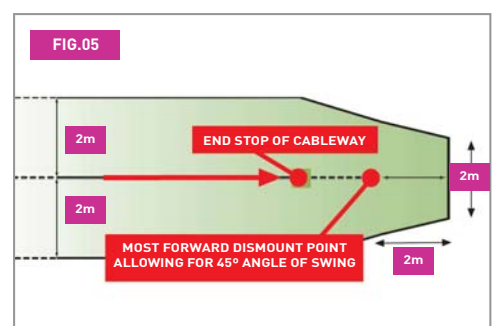 FIG.05
2m
END STOP OF CABLEWAY
2m
2m
MOST FORWARD DISMOUNT POINT
ALLOWING FOR 45º ANGLE OF SWING
2m